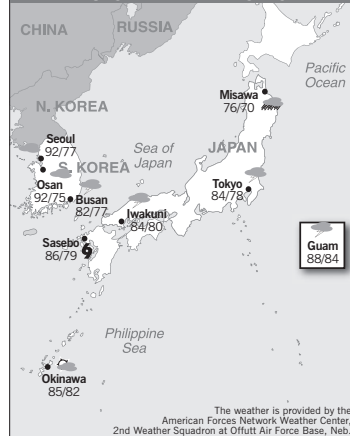 CHINA
RUSSIA
Pacific
Ocean
N. KOREA
Misawa
76/70
Seoul
92/77
Sea of
Japan
JAPAN
S. KOREA
Osan
92/75
Busan
82/77
Tokyo
84/78
Iwakuni
84/80
Sasebo
86/79
Guam
88/84
Philippine
Sea
Okinawa
85/82
The weather is provided by the
American Forces Network Weather Center,
2nd Weather Squadron at Offutt Air Force Base, Neb.